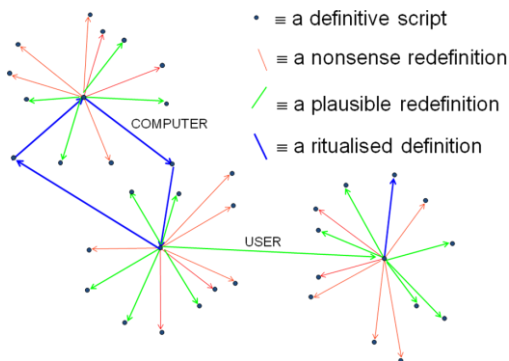 ≡ a definitive script
≡ a nonsense redefinition
≡ a plausible redefinition
≡ a ritualised definition
COMPUTER
USER